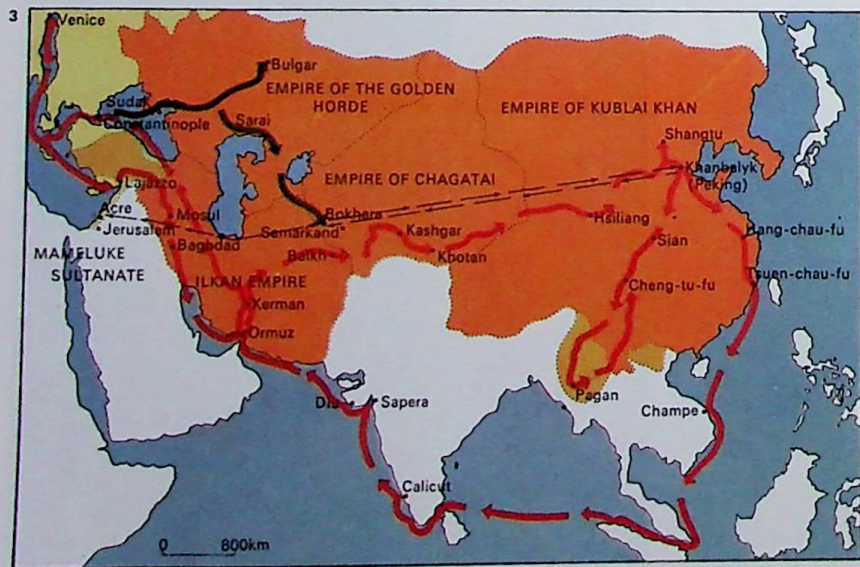 3
Venice
Bulgar
EMPIRE OF THE GOLDEN
HORDE
EMPIRE OF KUBLAI KHAN
Sudak
Constantinople
Sarai
Shangtu
Khanbalyk
(Peking)
EMPIRE OF CHAGATAI
Lajazzo
Acre
Jerusalem
Mosul
Baghdad
Bokhara
Semarkand
Kashgar
Hsiliang
Hang-chau-fu
Balkh
Khotan
Sian
MAMELUKE
SULTANATE
ILKAN EMPIRE
Cheng-tu-fu
Tsuen-chau-fu
Kerman
Ormuz
Pagan
Sapera
Champe
Calicut
0 800km